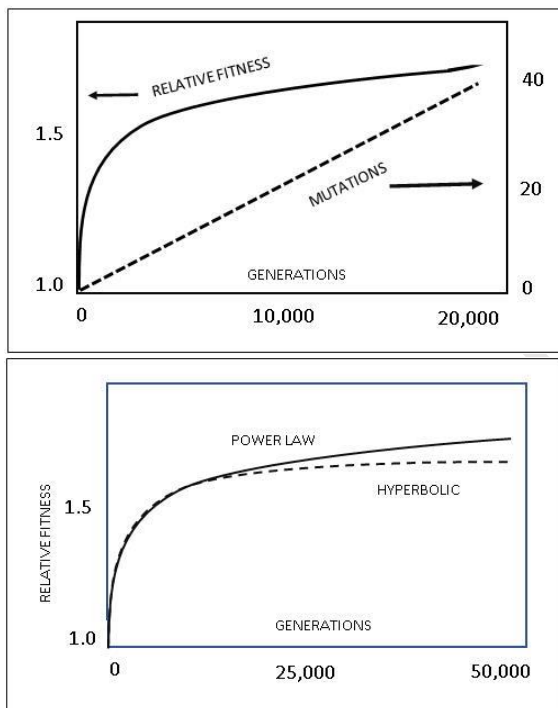 RELATIVE FITNESS
40
1.5
MUTATIONS
20
GENERATIONS
1.0
0
0
10,000
20,000
POWER LAW
HYPERBOLIC
1.5
RELATIVE FITNESS
GENERATIONS
1.0
0
25,000
50,000